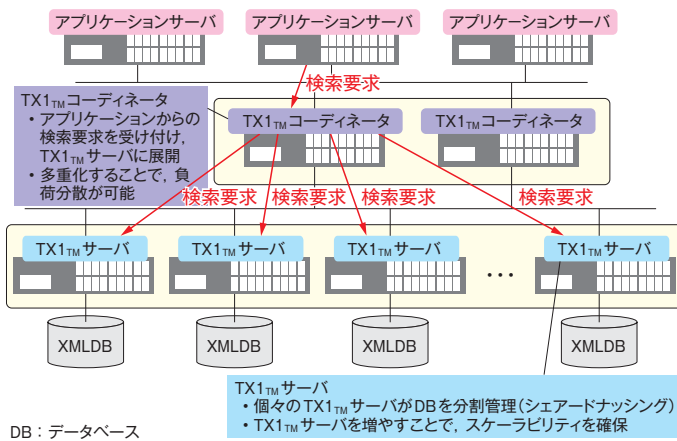 アプリケーションサーバ
アプリケーションサーバ
アプリケーションサーバ
検索要求
TX1TMコーディネータ
・アプリケーションからの
検索要求を受け付け,
TX1TMサーバに展開
・多重化することで, 負
荷分散が可能
TX1TMコーディネータ
TX1TMコーディネータ
検索要求
検索要求
検索要求
検索要求
TX1TMサーバ
TX1TMサーバ
TX1TMサーバ
…
TX1TMサーバ
XMLDB
XMLDB
XMLDB
XMLDB
TX1TMサーバ
・個々のTX1TMサーバがDBを分割管理(シェアードナッシング)
・TX1TMサーバを増やすことで, スケーラビリティを確保
DB:データベース